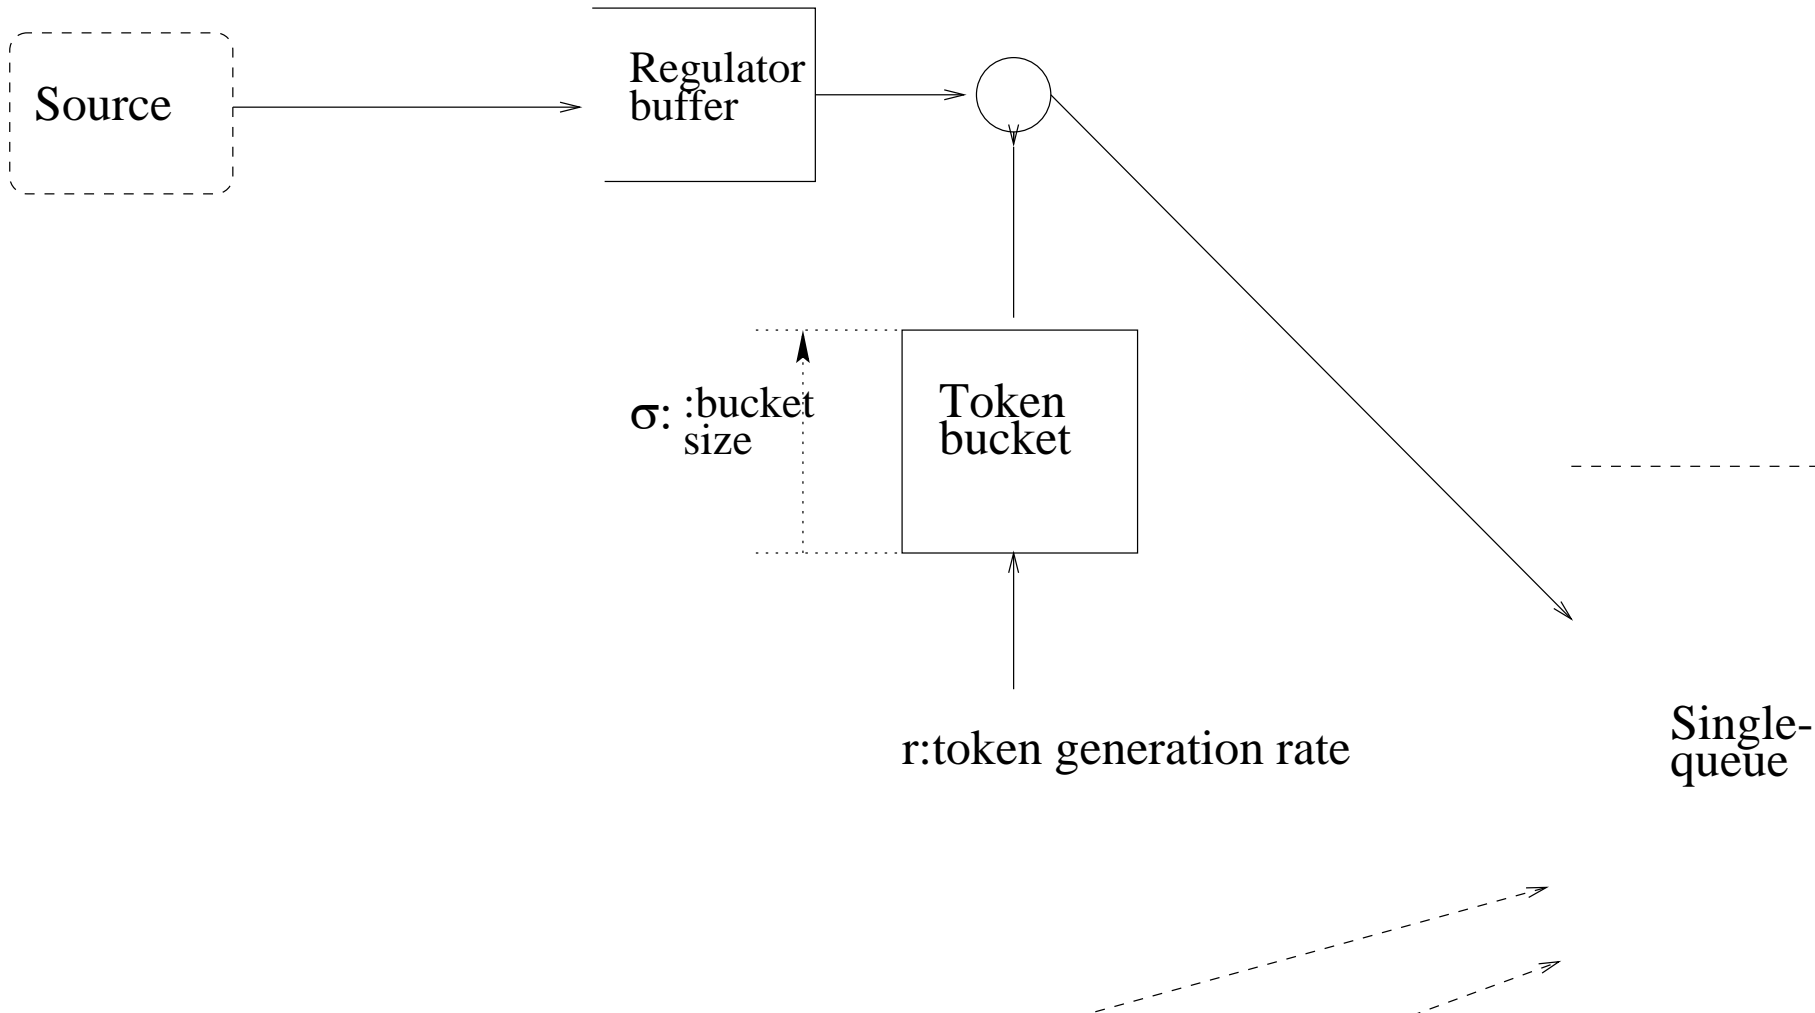 Regulator
buffer
Source
σ: :bucket
size
Token
bucket
r:token generation rate
Single-
queue